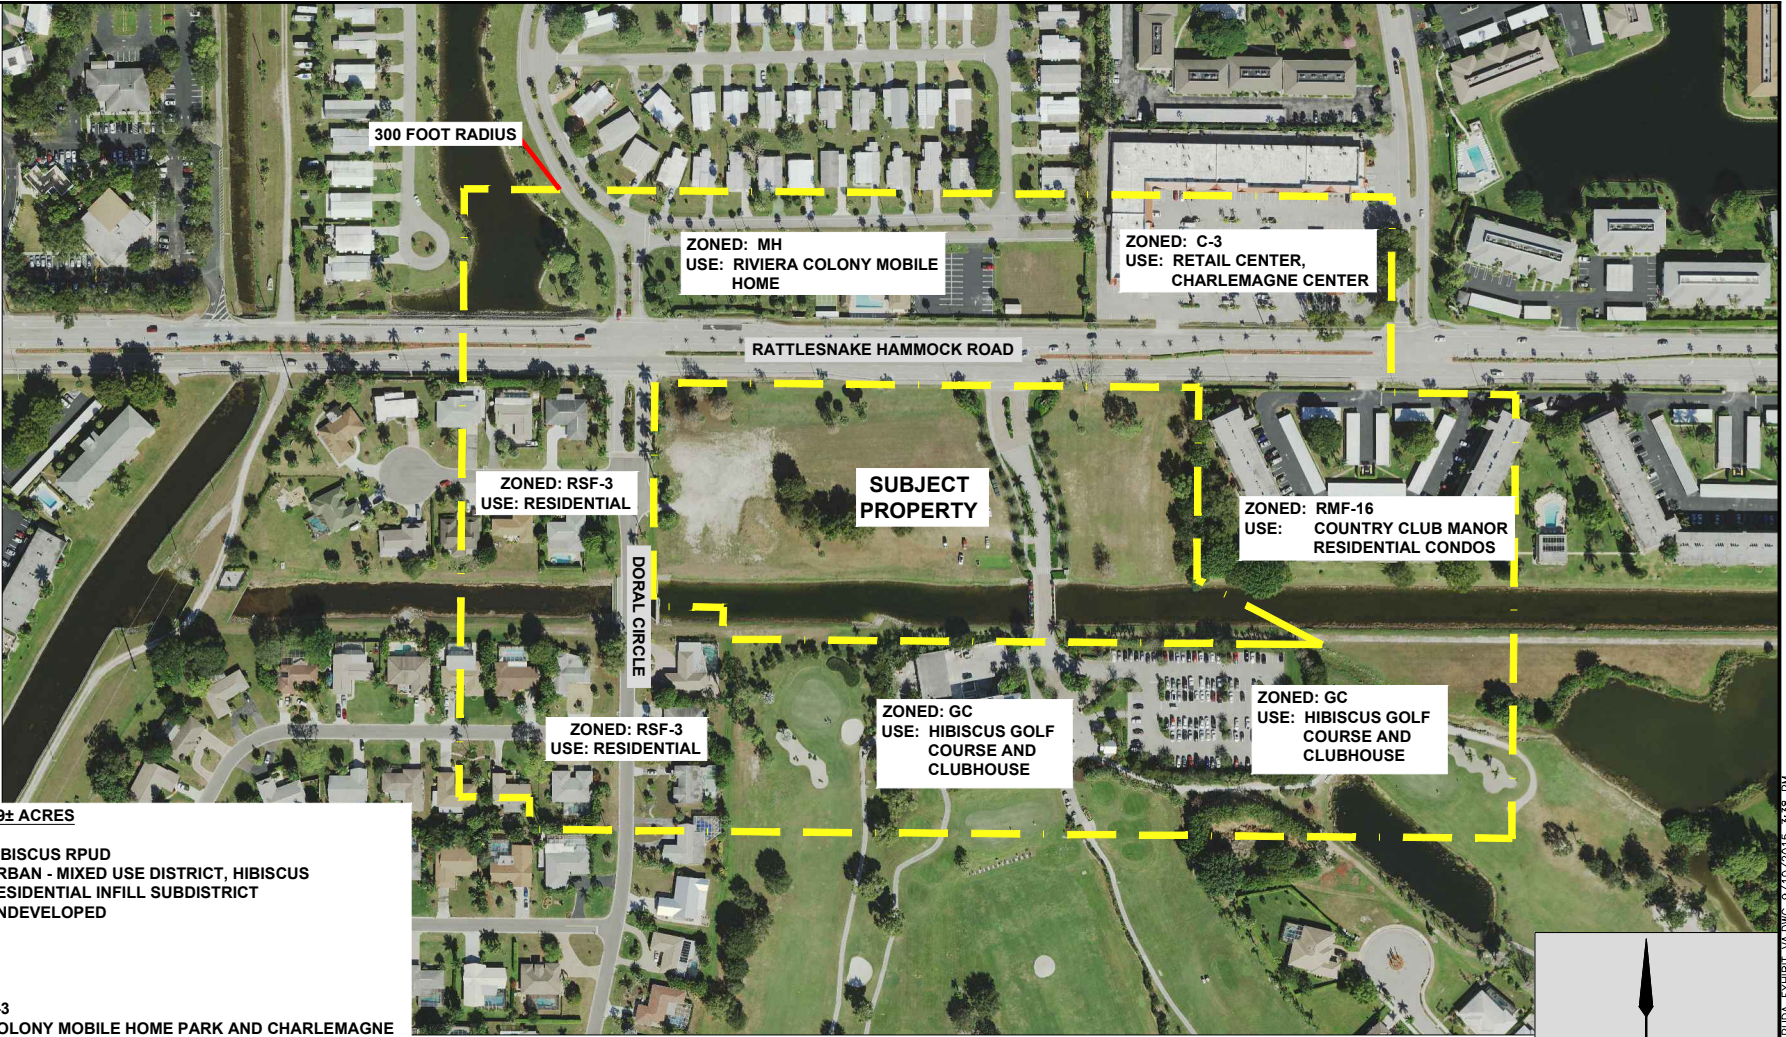 300 FOOT RADIUS
ZONED: MH
USE: RIVIERA COLONY MOBILE
HOME
ZONED: C-3
USE: RETAIL CENTER,
CHARLEMAGNE CENTER
RATTLESNAKE HAMMOCK ROAD
ZONED: RSF-3
USE: RESIDENTIAL
SUBJECT
PROPERTY
ZONED: RMF-16
USE: COUNTRY CLUB MANOR
RESIDENTIAL CONDOS
DORAL CIRCLE
ZONED: RSF-3
USE: RESIDENTIAL
ZONED: GC
USE: HIBISCUS GOLF
COURSE AND
CLUBHOUSE
ZONED: GC
USE: HIBISCUS GOLF
COURSE AND
CLUBHOUSE
9± ACRES
BISCUS RPUD
RBAN - MIXED USE DISTRICT, HIBISCUS
ESIDENTIAL INFILL SUBDISTRICT
NDEVELOPED
-3
OLONY MOBILE HOME PARK AND CHARLEMAGNE